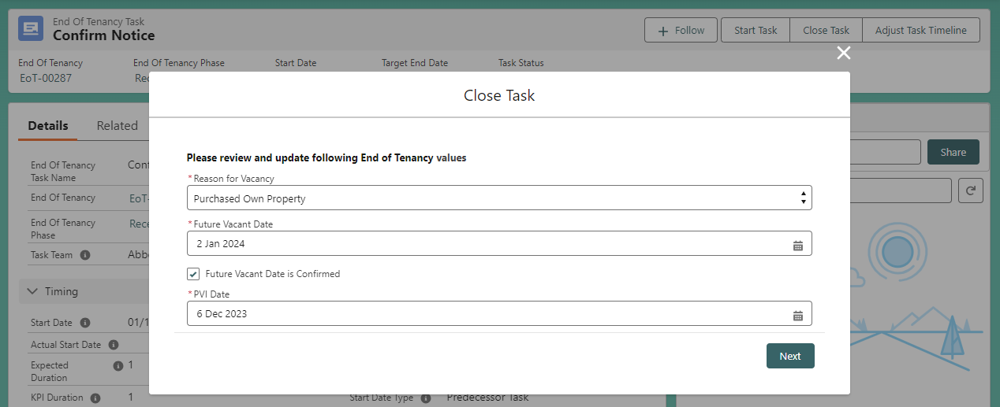 End Of Tenancy Task
Confirm Notice
Follow
Start Task
Close Task
Adjust Task Timeline
End Of Tenancy
End Of Tenancy Phase
Start Date
Target End Date
Task Status
EoT-00287
Close Task
Details
Related
Share
Please review and update following End of Tenancy values
*Reason for Vacancy
Purchased Own Property
*Future Vacant Date
2 Jan 2024
Future Vacant Date is Confirmed
*PVI Date
6 Dec 2023
Next
End Of Tenancy
Task Name
End Of Tenancy
EoT-
End Of Tenancy
Phase
Task Team
Timing
Start Date
01/1
Actual Start Date
Expected
Duration
1
KPI Duration
1
Start Date Type
Predecessor Task